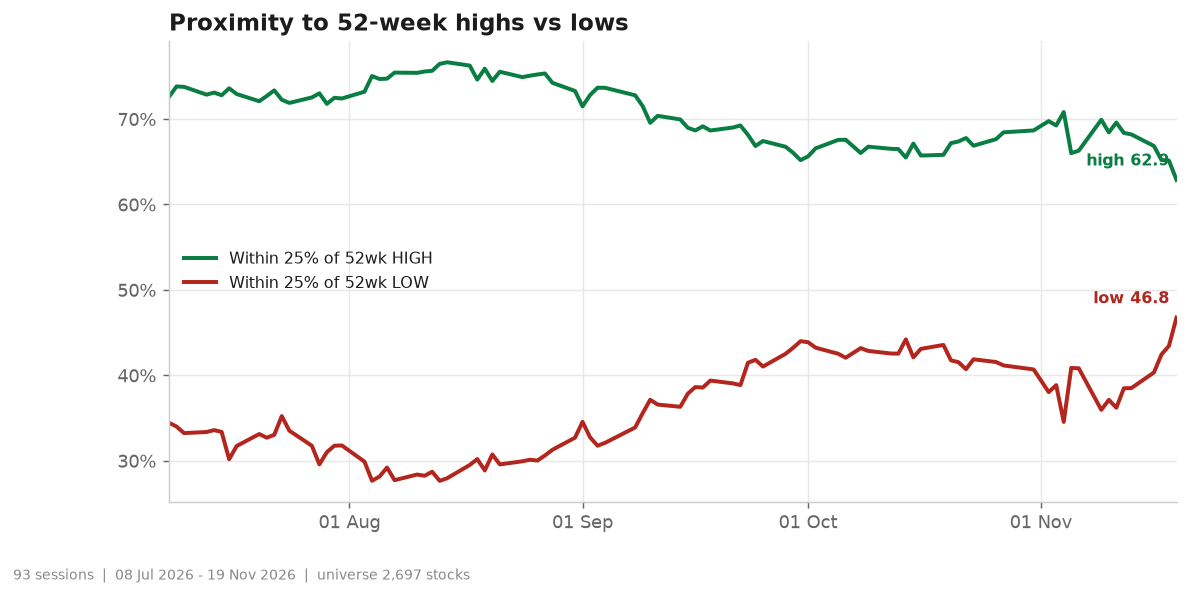 Proximity to 52-week highs vs lows
70%
60%
50%
40%
30%
high 62.9
Within 25% of 52wk HIGH
Within 25% of 52wk LOW
low 46.8
01 Aug
01 Sep
01 Oct
01 Nov
93 sessions | 08 Jul 2026 - 19 Nov 2026 | universe 2,697 stocks